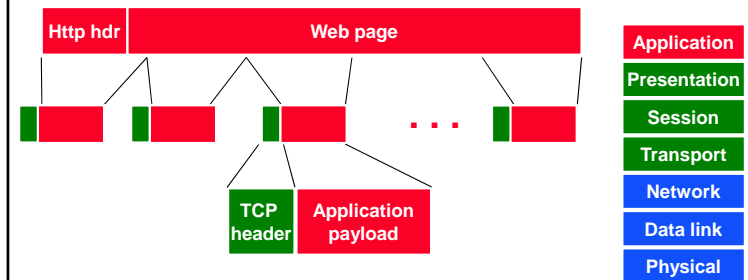 Http hdr
Web page
. . .
TCP
header
Application
payload
Application
Presentation
Session
Transport
Network
Data link
Physical